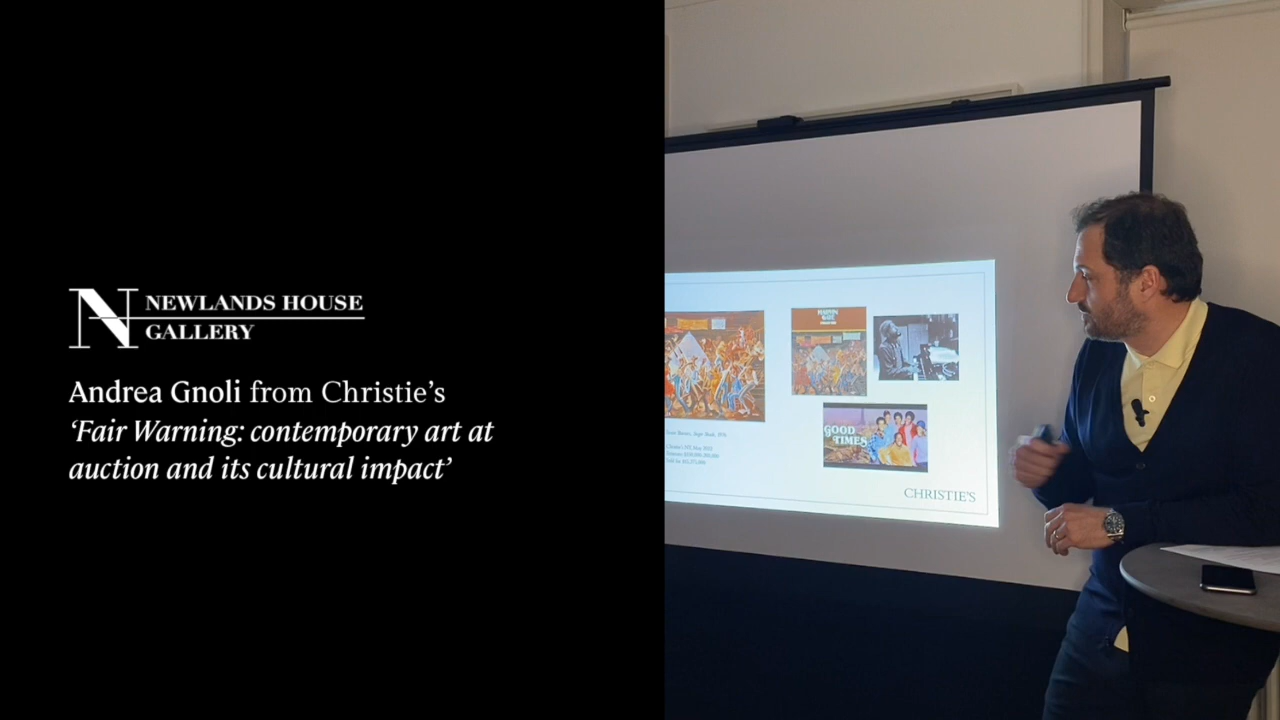 NEWLANDS HOUSE
GALLERY
Andrea Gnoli from Christie’s
‘Fair Warning: contemporary art at
auction and its cultural impact’
MARVIN
GAYE
GOOD
TIMES
CHRISTIE'S